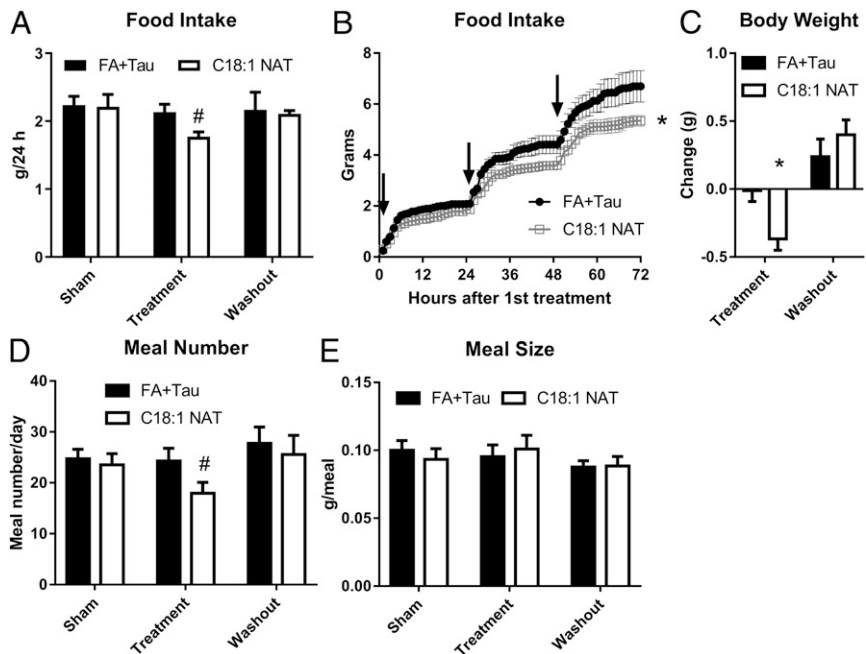 A
Food Intake
FA+Tau
C18:1 NAT
g/24 h
3
2
1
0
#
Sham
Treatment
Washout
B
Food Intake
Grams
8
6
4
2
0
*
FA+Tau
C18:1 NAT
0 12 24 36 48 60 72
Hours after 1st treatment
C
Body Weight
FA+Tau
C18:1 NAT
Change (g)
1.0
0.5
0.0
-0.5
*
Treatment
Washout
D
Meal Number
FA+Tau
C18:1 NAT
Meal number/day
40
30
20
10
0
#
Sham
Treatment
Washout
E
Meal Size
FA+Tau
C18:1 NAT
g/meal
0.15
0.10
0.05
0.00
Sham
Treatment
Washout